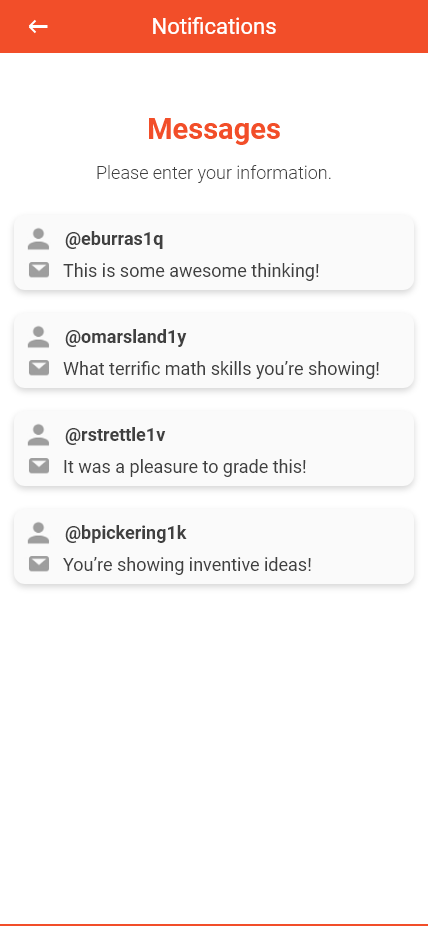 Notifications
Messages
Please enter your information.
@eburras1q
This is some awesome thinking!
@omarsland1y
What terrific math skills you’re showing!
@rstrettle1v
It was a pleasure to grade this!
@bpickering1k
You’re showing inventive ideas!